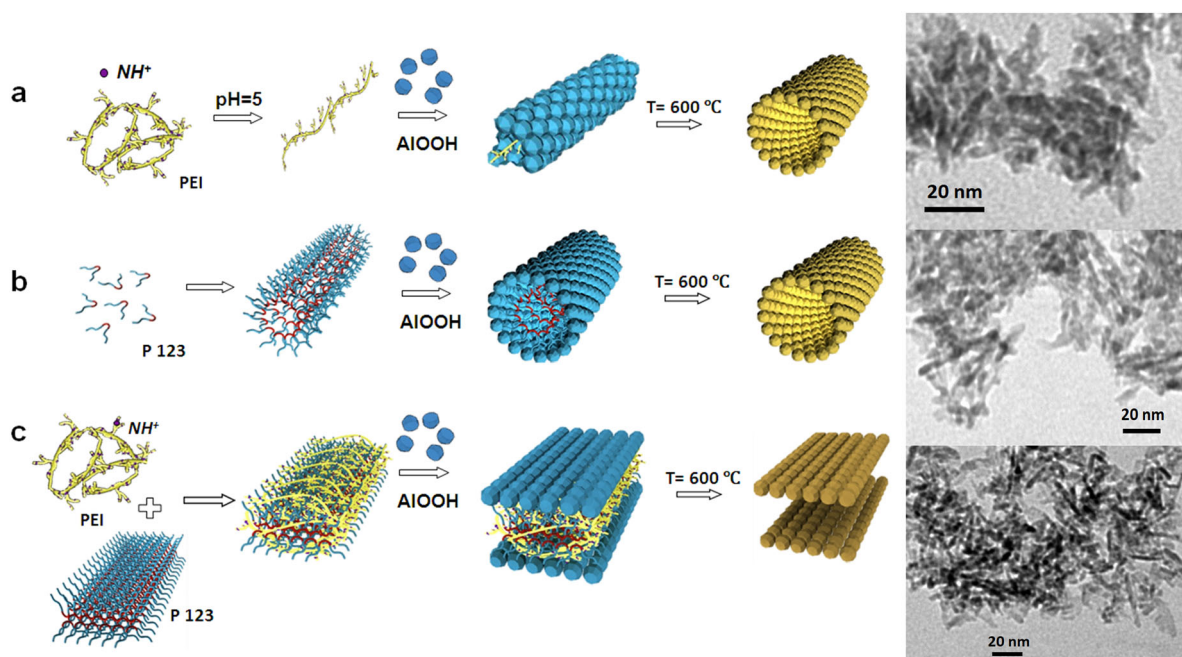 a
NH+
PEI
pH=5
AlOOH
T= 600 ºC
20 nm
b
P 123
AlOOH
T= 600 ºC
20 nm
c
NH+
PEI
P 123
AlOOH
T= 600 ºC
20 nm